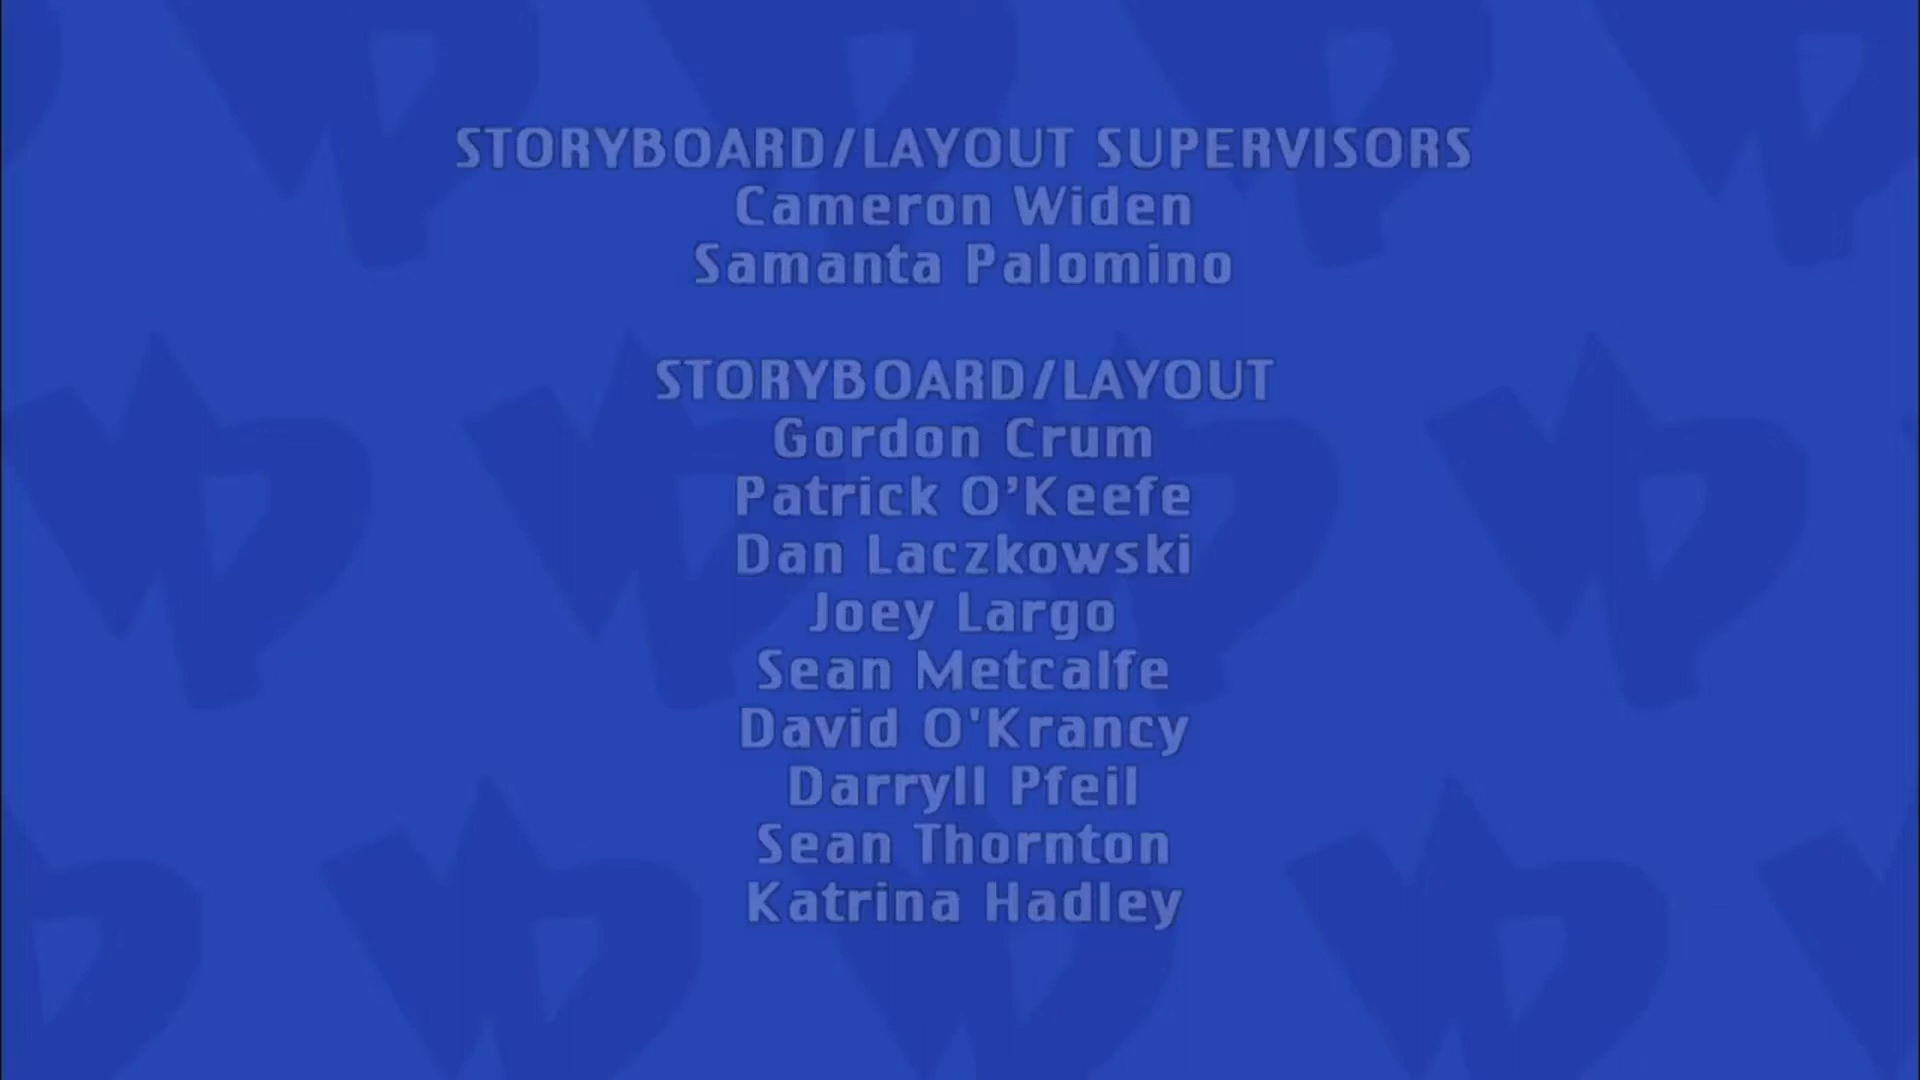 STORYBOARD/LAYOUT SUPERVISORS
Cameron Widen
Samanta Palomino
STORYBOARD/LAYOUT
Gordon Crum
Patrick O’Keefe
Dan Laczkowski
Joey Largo
Sean Metcalfe
David O'Krancy
Darryll Pfeil
Sean Thornton
Katrina Hadley